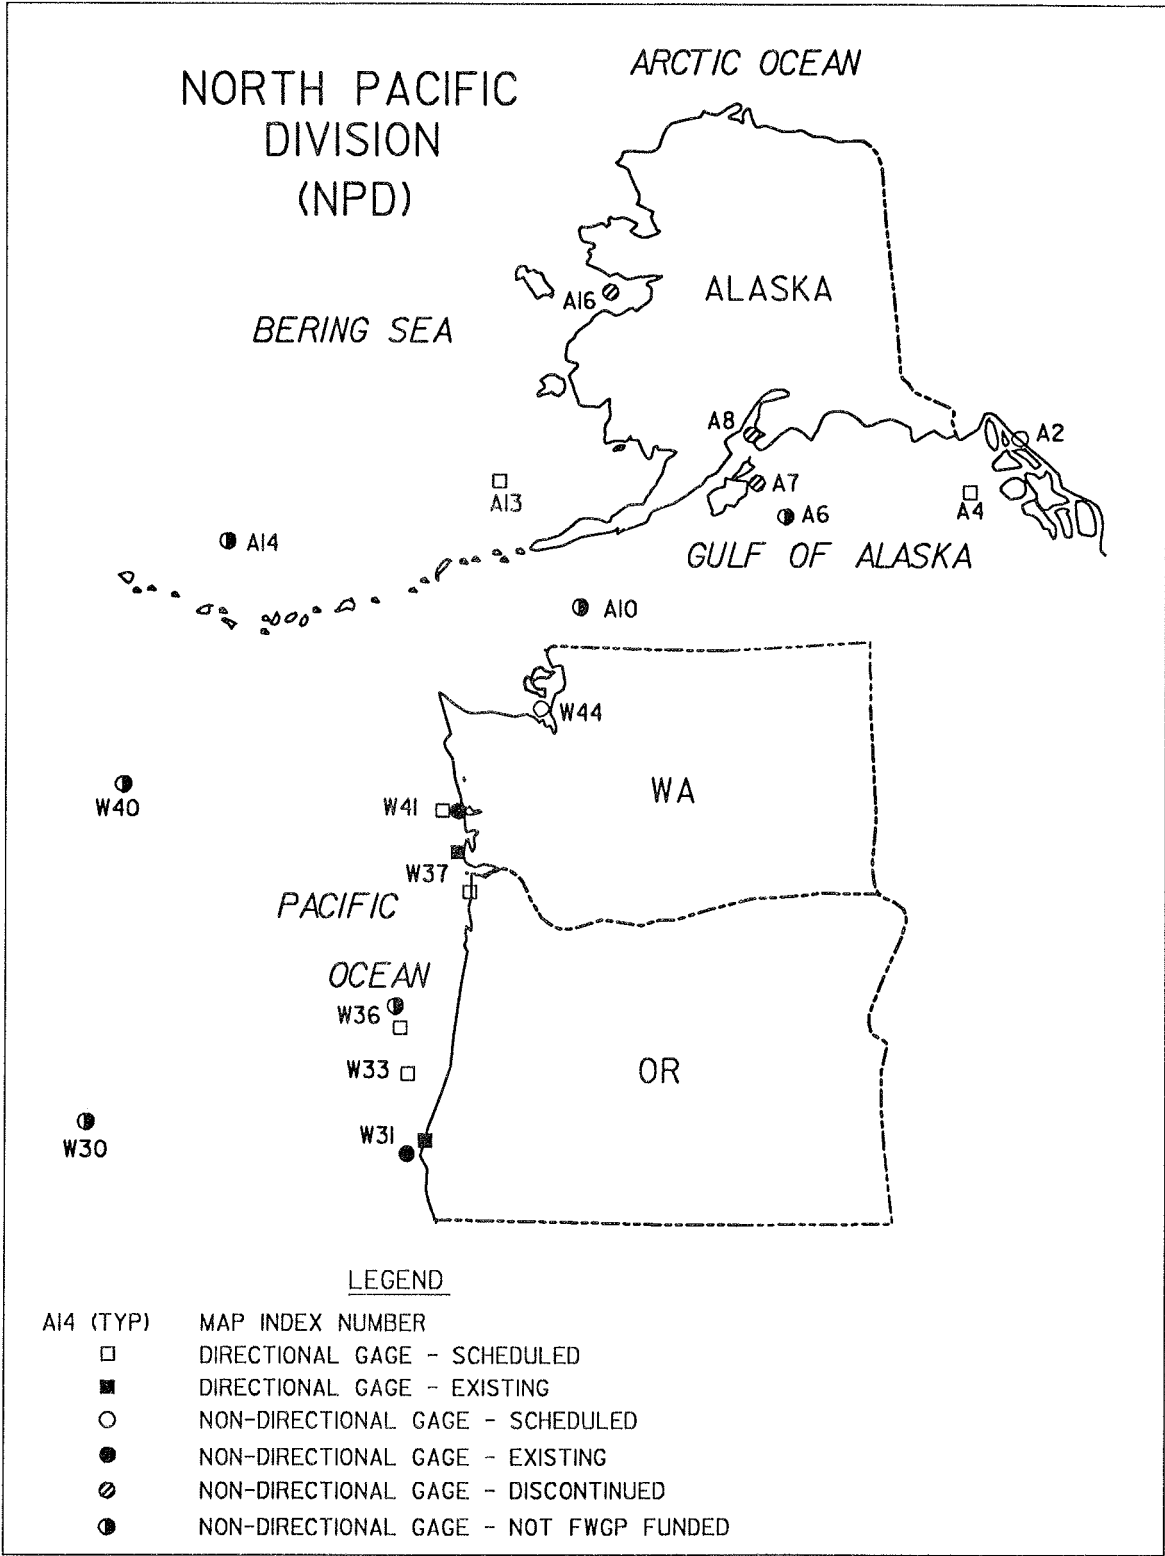 NORTH PACIFIC
DIVISION
(NPD)
ARCTIC OCEAN
ALASKA
A16
BERING SEA
A8
A2
A7
A13
A4
A6
A14
GULF OF ALASKA
A10
W44
WA
W40
W41
W37
PACIFIC
OCEAN
W36
W33
OR
W31
W30
LEGEND
A14 (TYP) MAP INDEX NUMBER
DIRECTIONAL GAGE - SCHEDULED
DIRECTIONAL GAGE - EXISTING
NON-DIRECTIONAL GAGE - SCHEDULED
NON-DIRECTIONAL GAGE - EXISTING
NON-DIRECTIONAL GAGE - DISCONTINUED
NON-DIRECTIONAL GAGE - NOT FWGP FUNDED